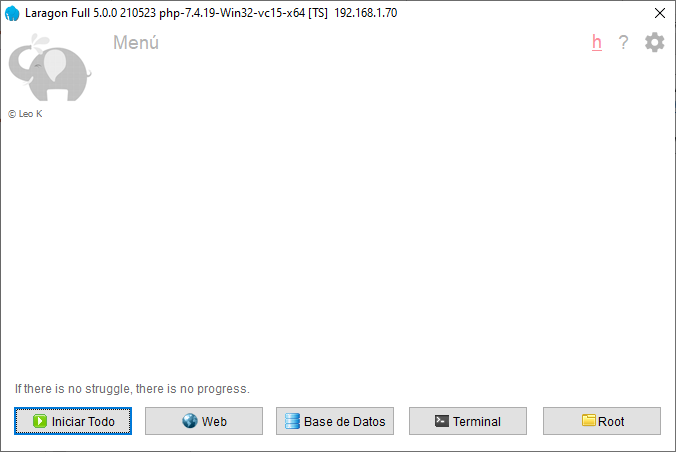 Laragon Full 5.0.0 210523 php-7.4.19-Win32-vc15-x64 [TS] 192.168.1.70
Menú
h ?
© Leo K
If there is no struggle, there is no progress.
Iniciar Todo Web Base de Datos Terminal Root